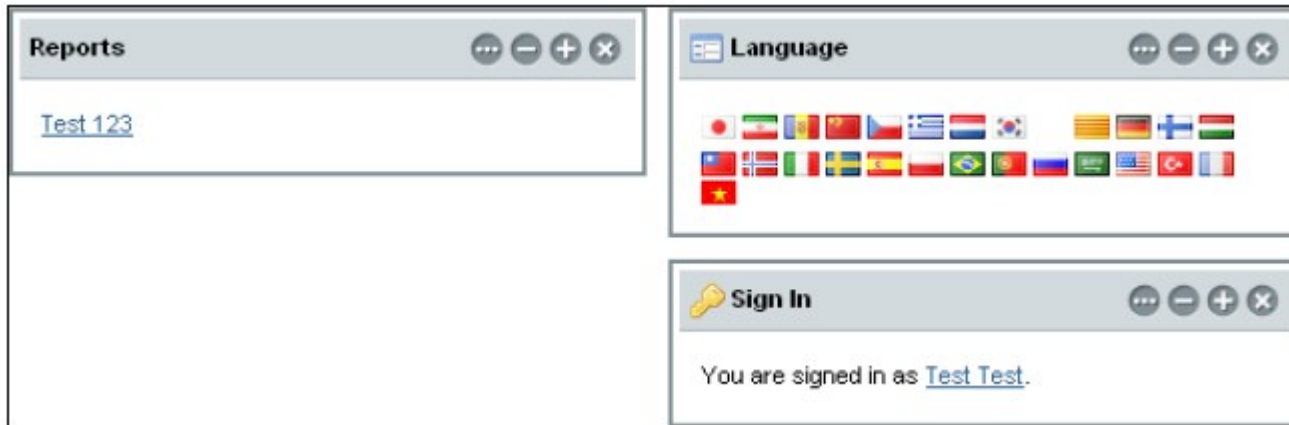 Reports
Test 123
Language
Sign In
You are signed in as Test Test.